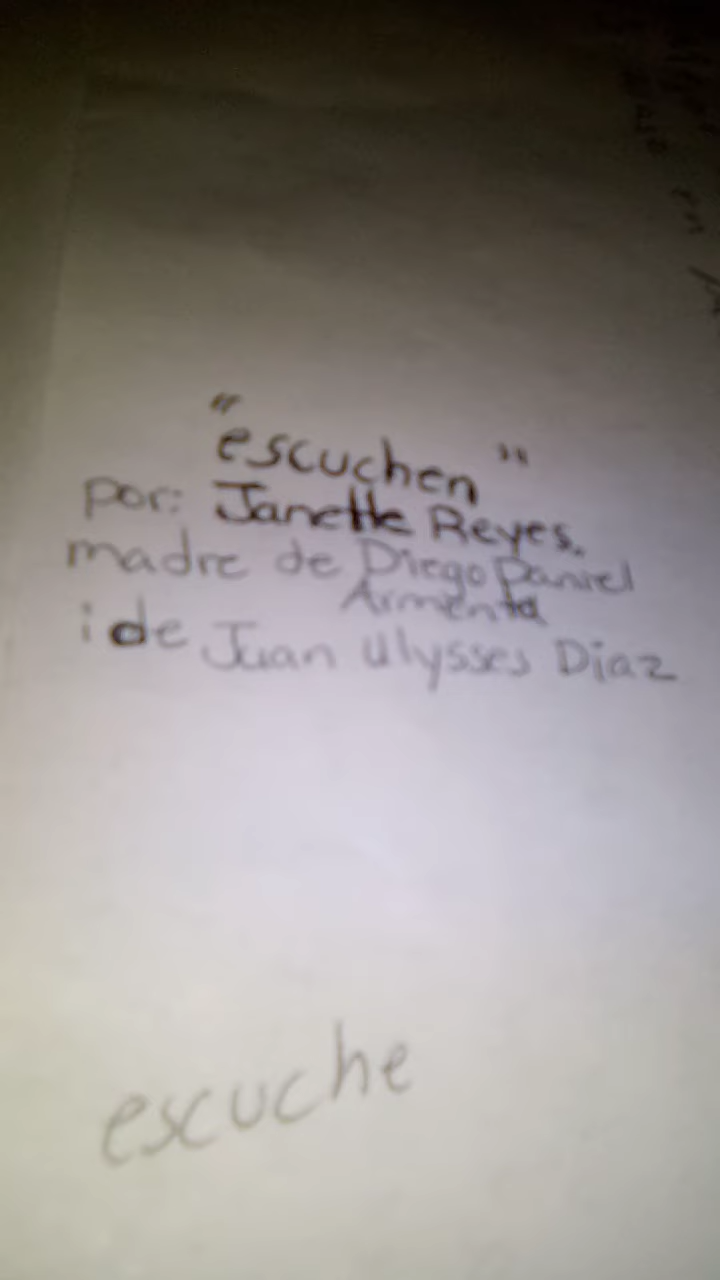 "escuchen"
por: Janette Reyes.
madre de Diego Daniel
Armenta
i de Juan Ulysses Diaz
escuche